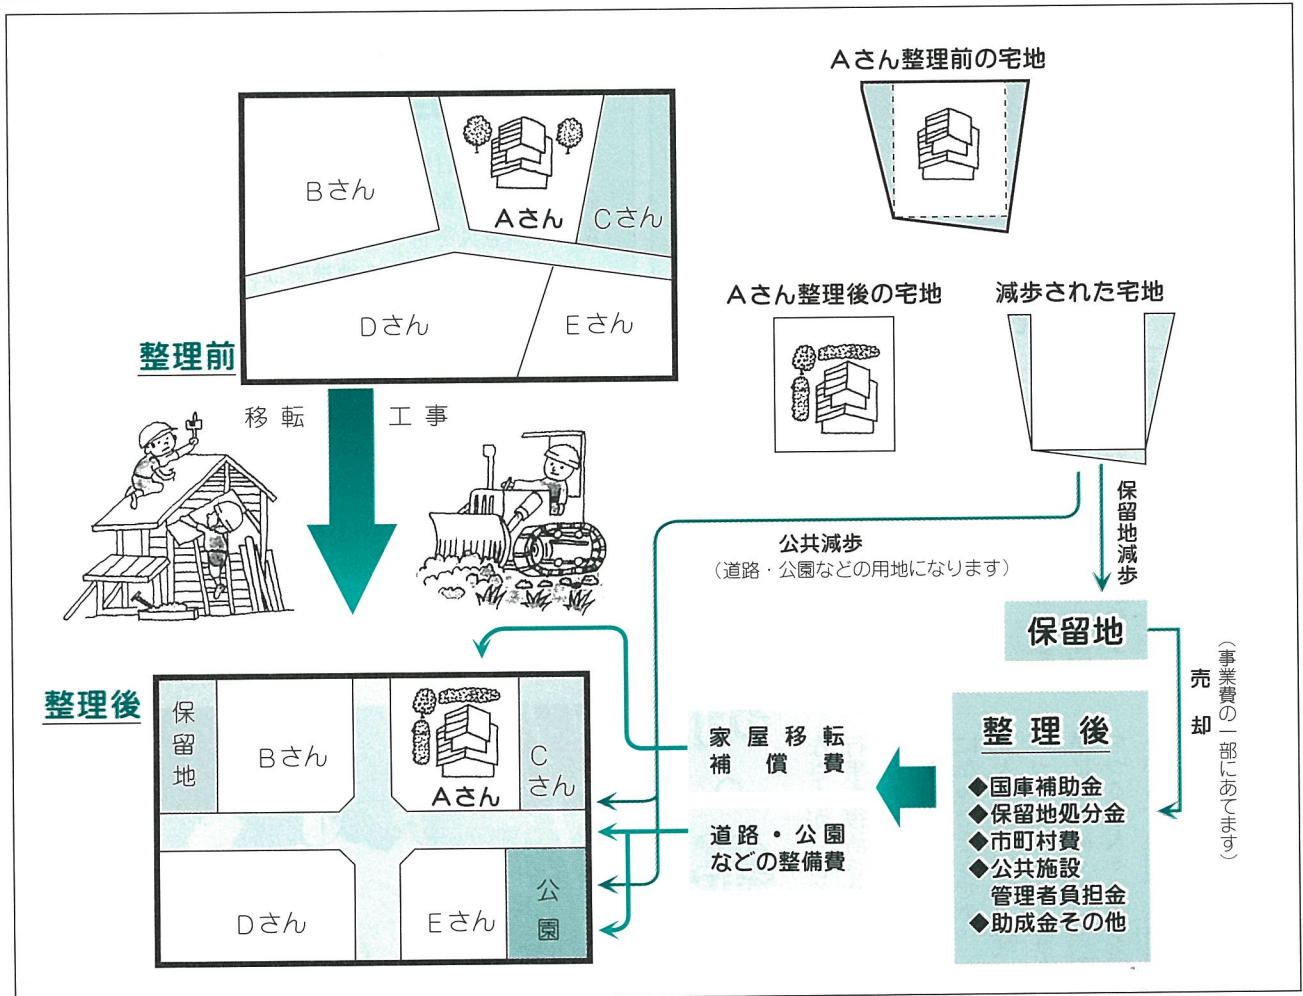 Aさん整理前の宅地
Bさん
Aさん
Cさん
Dさん
Eさん
整理前
Aさん整理後の宅地
減歩された宅地
移転
工事
保留地減歩
公共減歩
（道路・公園などの用地になります）
保留地
売却
（事業費の一部にあてます）
整理後
保留地
Bさん
Aさん
Cさん
Dさん
Eさん
公園
家屋移転
補償費
道路・公園
などの整備費
整理後
◆国庫補助金
◆保留地処分金
◆市町村費
◆公共施設
管理者負担金
◆助成金その他